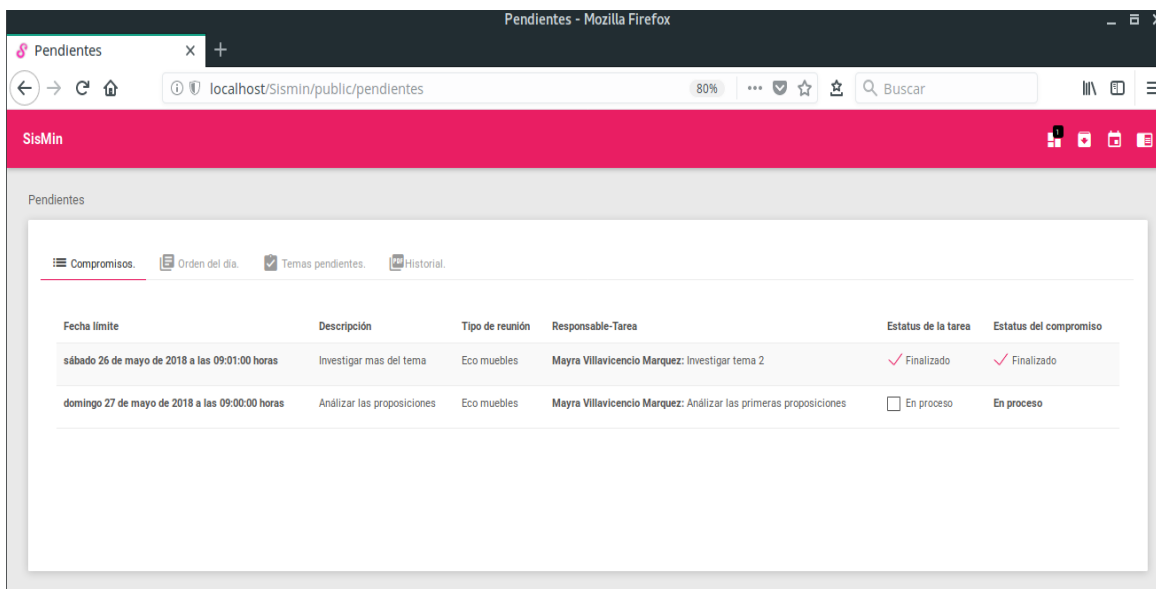 Pendientes - Mozilla Firefox
Pendientes
localhost/Sismin/public/pendientes
80%
Buscar
SisMin
1
Pendientes
Compromisos. Orden del día. Temas pendientes. PDF Historial.
Fecha límite Descripción Tipo de reunión Responsable-Tarea Estatus de la tarea Estatus del compromiso
sábado 26 de mayo de 2018 a las 09:01:00 horas Investigar mas del tema Eco muebles Mayra Villavicencio Marquez: Investigar tema 2 Finalizado Finalizado
domingo 27 de mayo de 2018 a las 09:00:00 horas Análizar las proposiciones Eco muebles Mayra Villavicencio Marquez: Análizar las primeras proposiciones En proceso En proceso